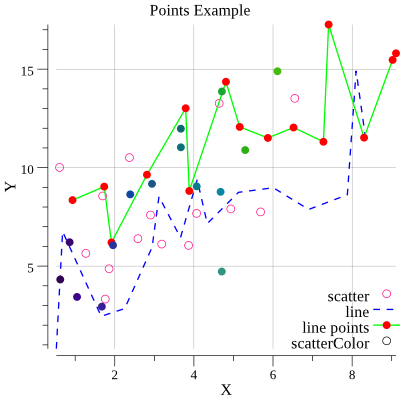 Points Example
Y
15
10
5
scatter
line
line points
scatterColor
2 4 6 8
X